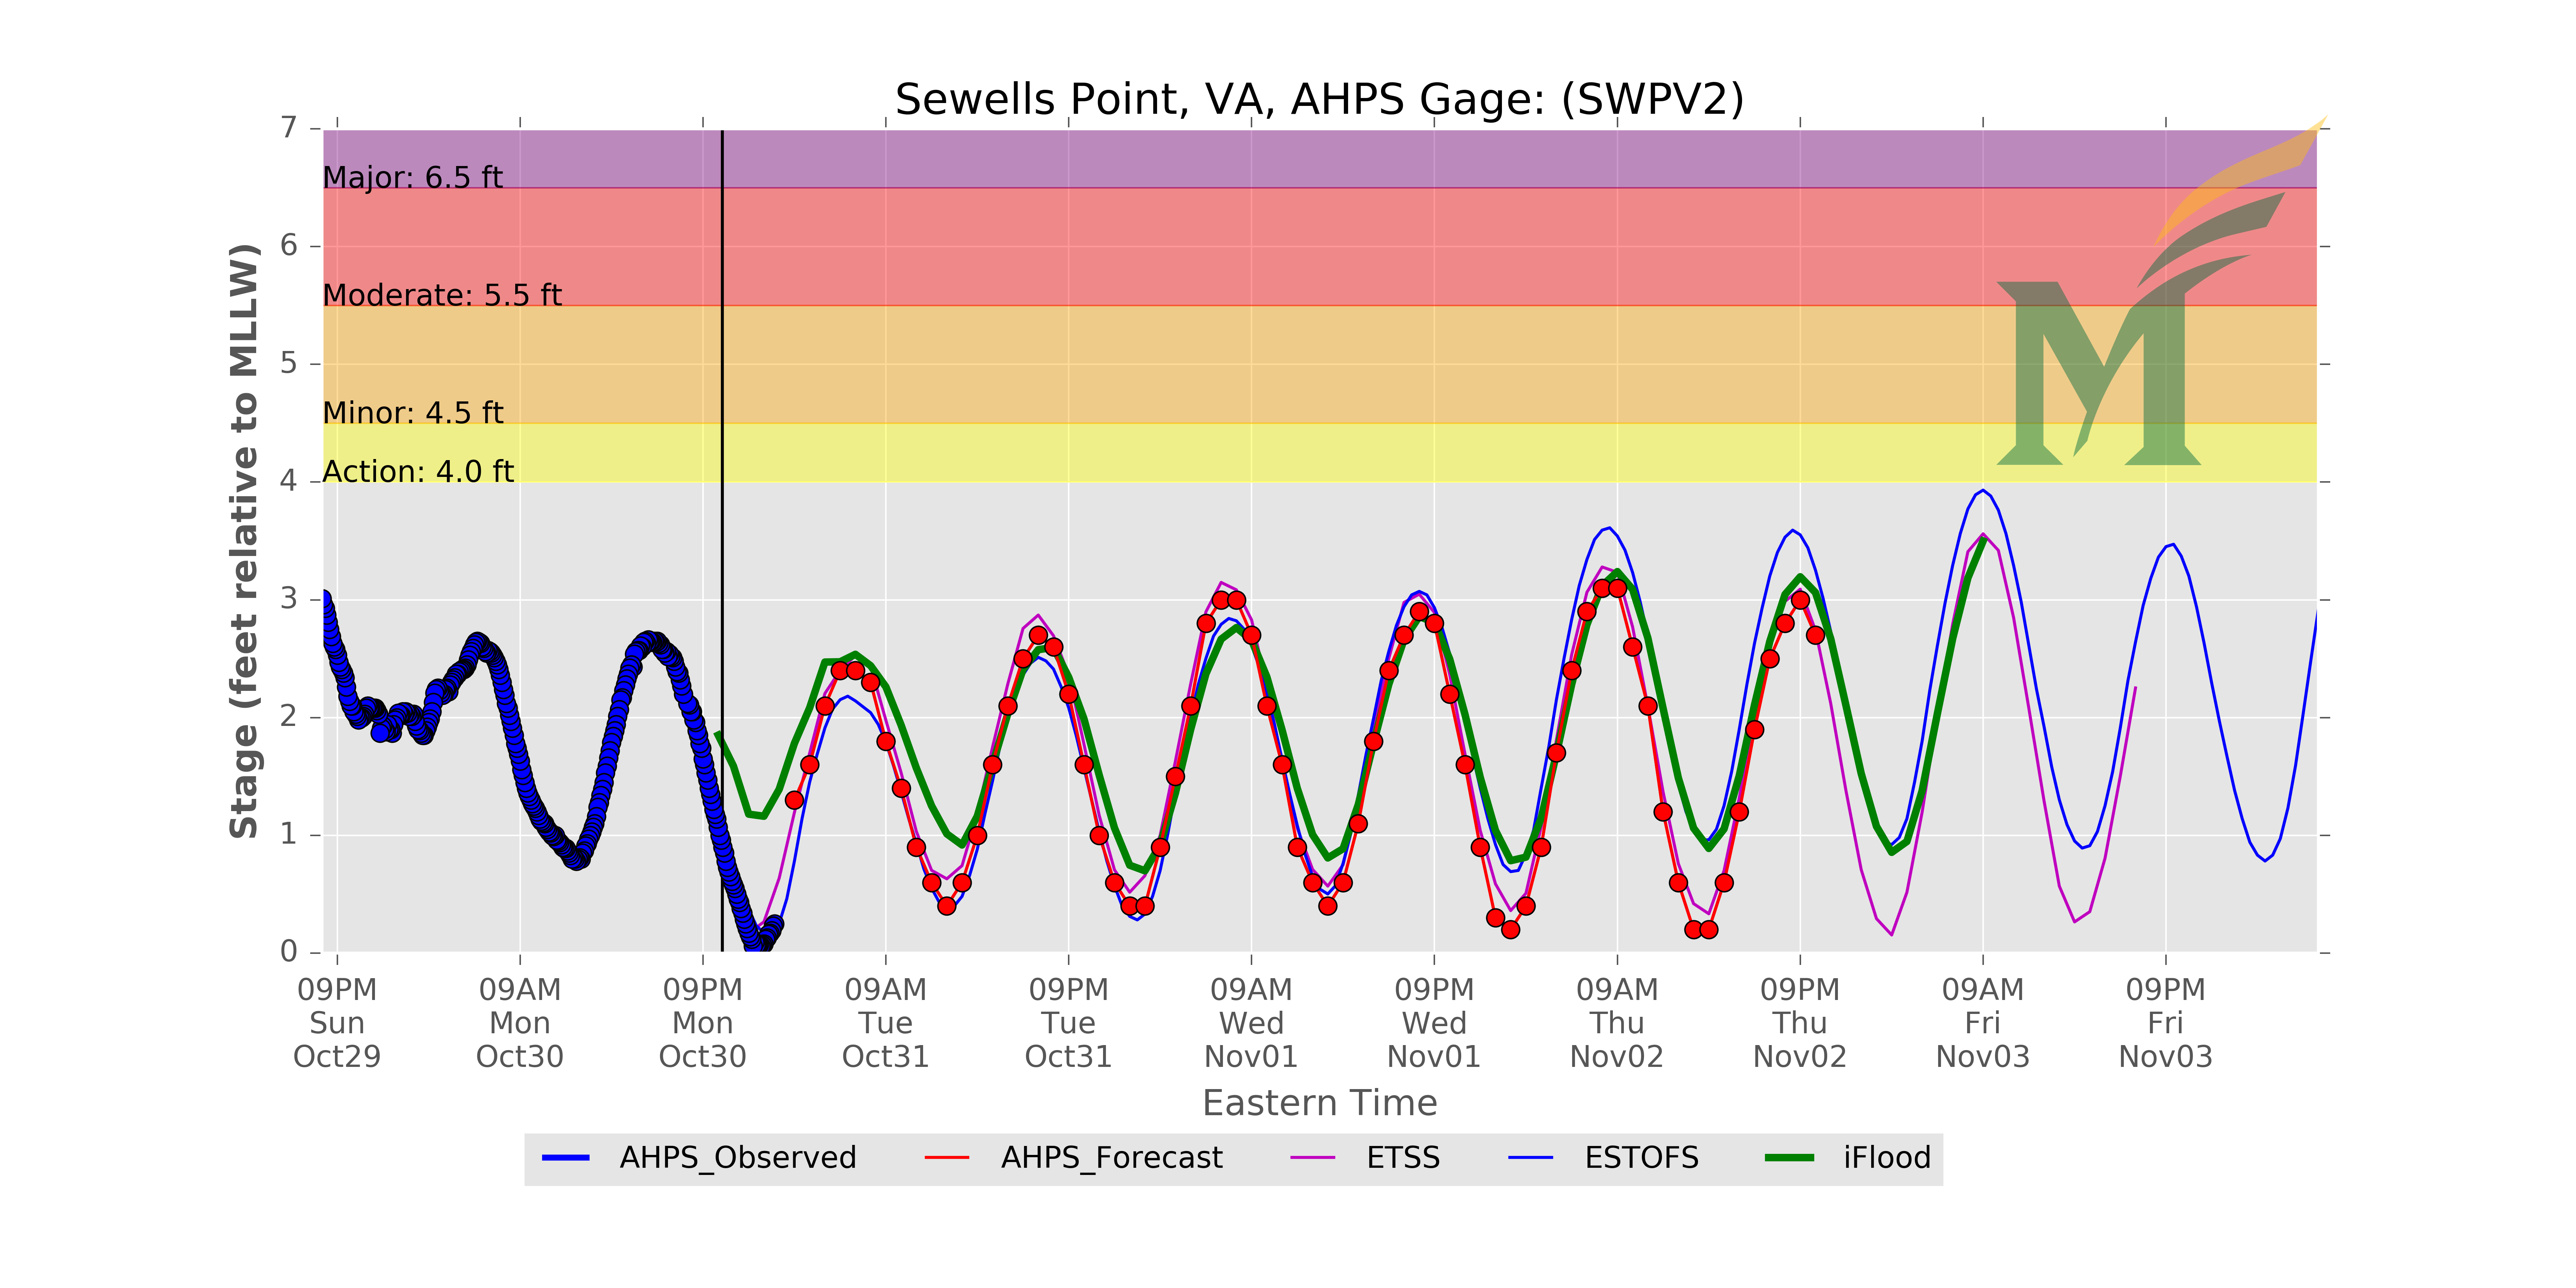 Sewells Point, VA, AHPS Gage: (SWPV2)
Stage (feet relative to MLLW)
7
6
5
4
3
2
1
0
Major: 6.5 ft
Moderate: 5.5 ft
Minor: 4.5 ft
Action: 4.0 ft
M
09PM 09AM 09PM 09AM 09PM 09AM 09PM 09AM 09PM 09AM 09PM
Sun Mon Mon Tue Tue Wed Wed Thu Thu Fri Fri
Oct29 Oct30 Oct30 Oct31 Oct31 Nov01 Nov01 Nov02 Nov02 Nov03 Nov03
Eastern Time
AHPS_Observed AHPS_Forecast ETSS ESTOFS iFlood